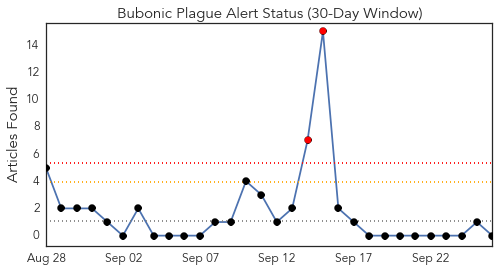 Bubonic Plague Alert Status (30-Day Window)
Articles Found
14
12
10
8
6
4
2
0
Aug 28 Sep 02 Sep 07 Sep 12 Sep 17 Sep 22